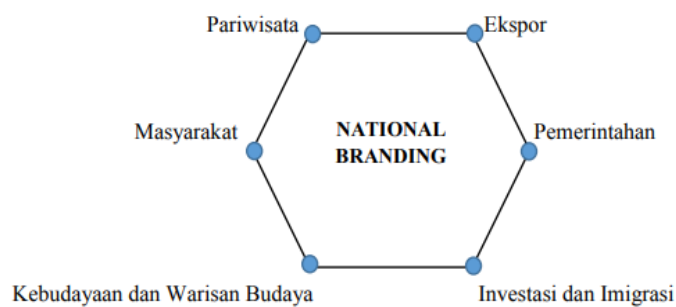 Pariwisata
Ekspor
Masyarakat
NATIONAL
BRANDING
Pemerintahan
Kebudayaan dan Warisan Budaya
Investasi dan Imigrasi